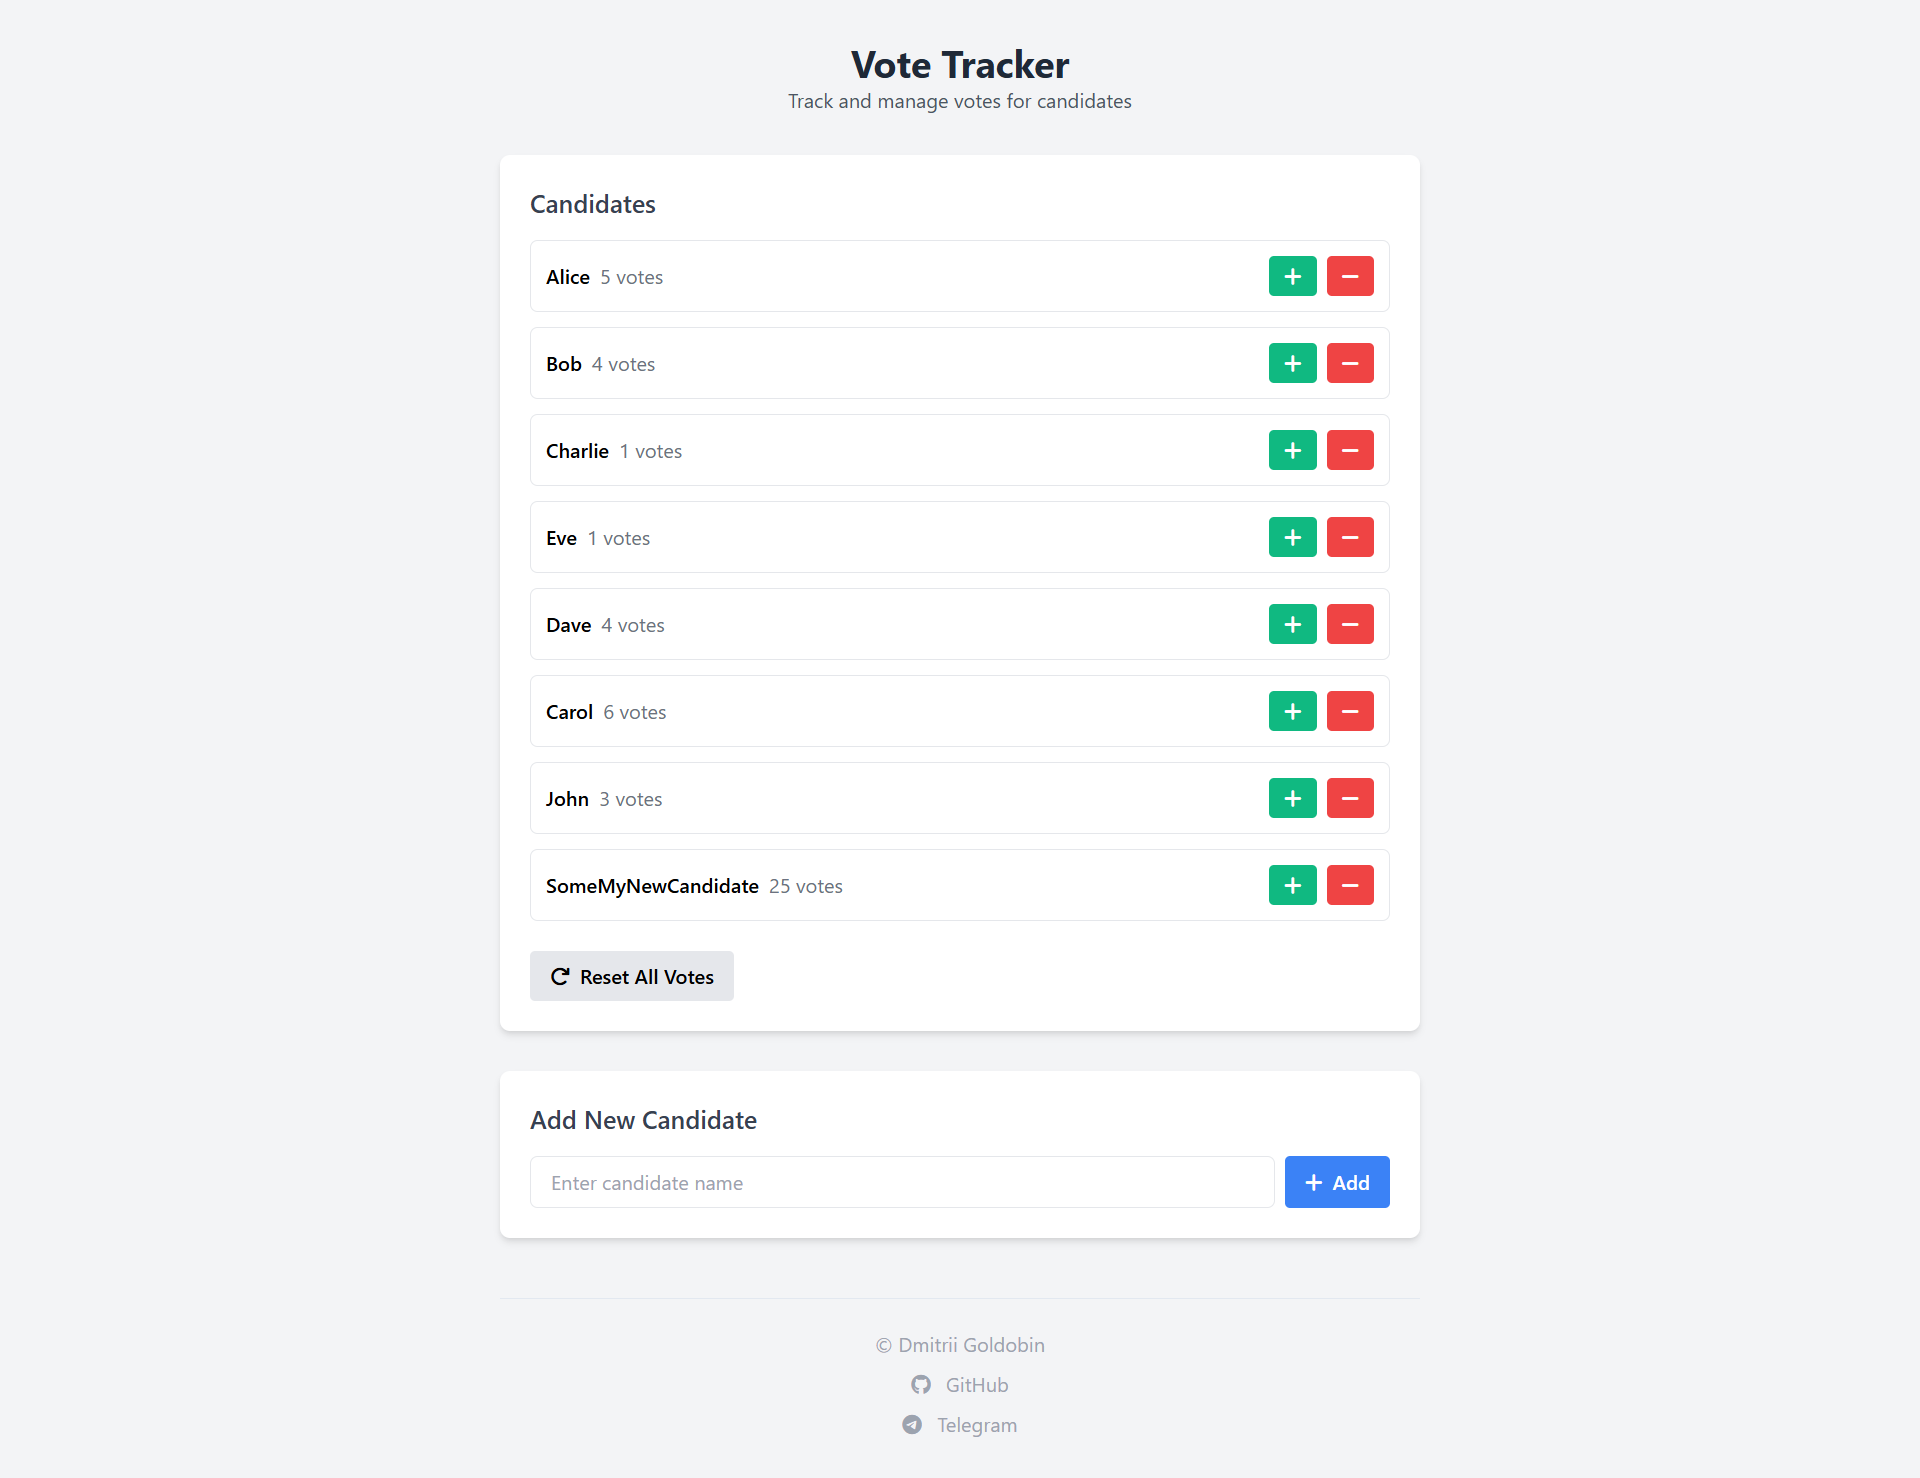 Vote Tracker
Track and manage votes for candidates
Candidates
Alice 5 votes
Bob 4 votes
Charlie 1 votes
Eve 1 votes
Dave 4 votes
Carol 6 votes
John 3 votes
SomeMyNewCandidate 25 votes
Reset All Votes
Add New Candidate
Enter candidate name
Add
© Dmitrii Goldobin
GitHub
Telegram